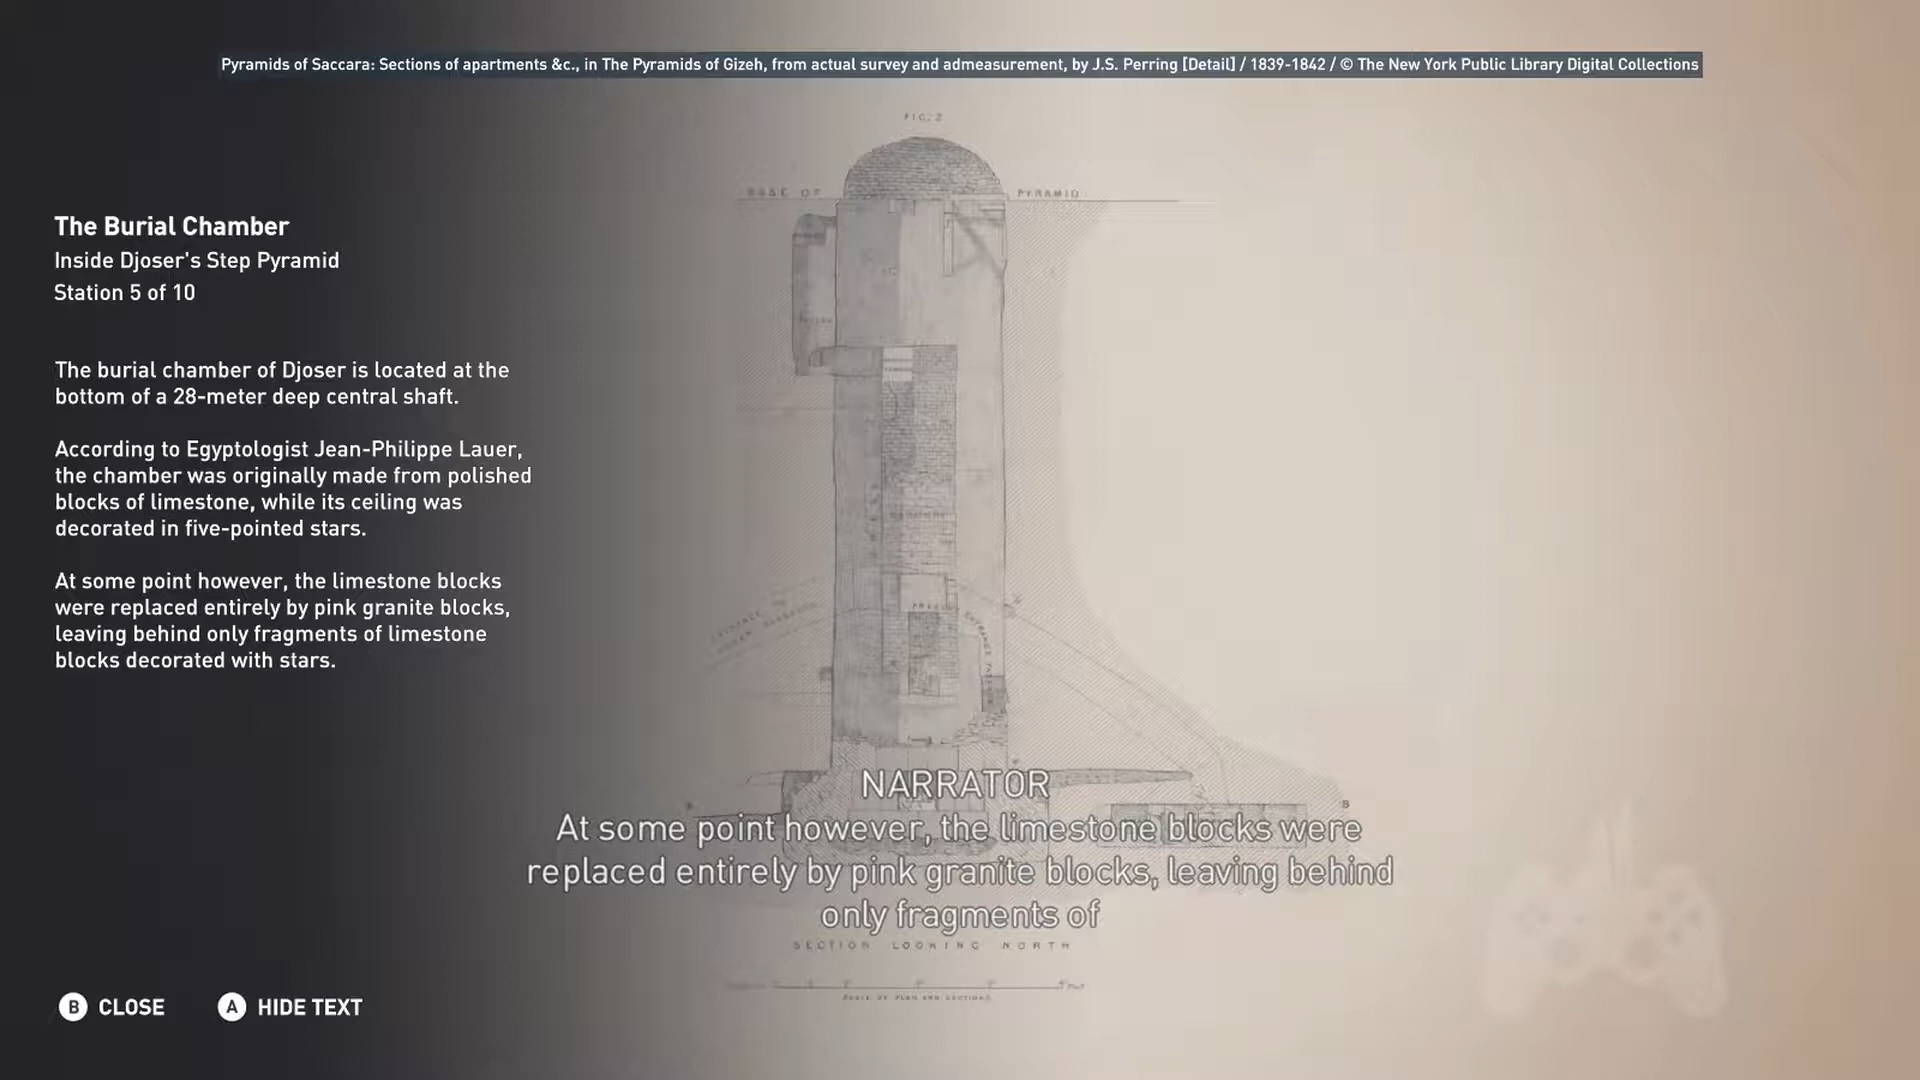 Pyramids of Saccara: Sections of apartments &c., in The Pyramids of Gizeh, from actual survey and admeasurement, by J.S. Perring [Detail] / 1839-1842 / © The New York Public Library Digital Collections
FIG. 2
BASE OF PYRAMID
The Burial Chamber
Inside Djoser's Step Pyramid
Station 5 of 10
The burial chamber of Djoser is located at the
bottom of a 28-meter deep central shaft.
According to Egyptologist Jean-Philippe Lauer,
the chamber was originally made from polished
blocks of limestone, while its ceiling was
decorated in five-pointed stars.
At some point however, the limestone blocks
were replaced entirely by pink granite blocks,
leaving behind only fragments of limestone
blocks decorated with stars.
NARRATOR
At some point however, the limestone blocks were
replaced entirely by pink granite blocks, leaving behind
only fragments of
SECTION LOOKING NORTH
SCALE OF PLAN AND SECTIONS
B CLOSE
A HIDE TEXT